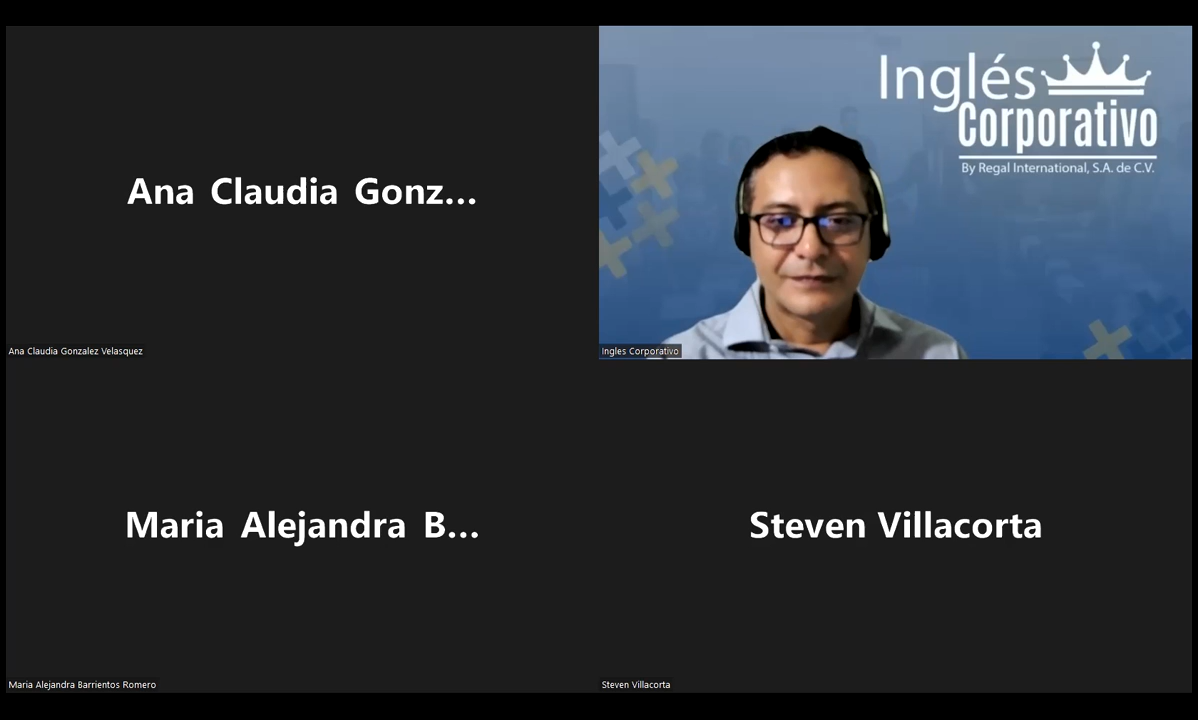 Ana Claudia Gonz...
Ana Claudia Gonzalez Velasquez
Inglés
Corporativo
By Regal International, S.A. de C.V.
Ingles Corporativo
Maria Alejandra B...
Maria Alejandra Barrientos Romero
Steven Villacorta
Steven Villacorta